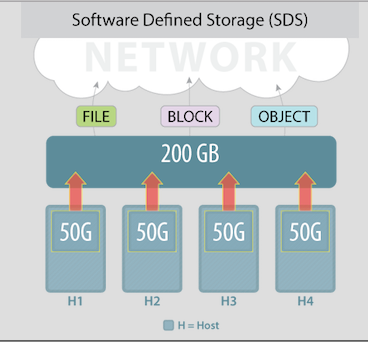 Software Defined Storage (SDS)
NETWORK
FILE BLOCK OBJECT
200 GB
50G 50G 50G 50G
H1 H2 H3 H4
H = Host